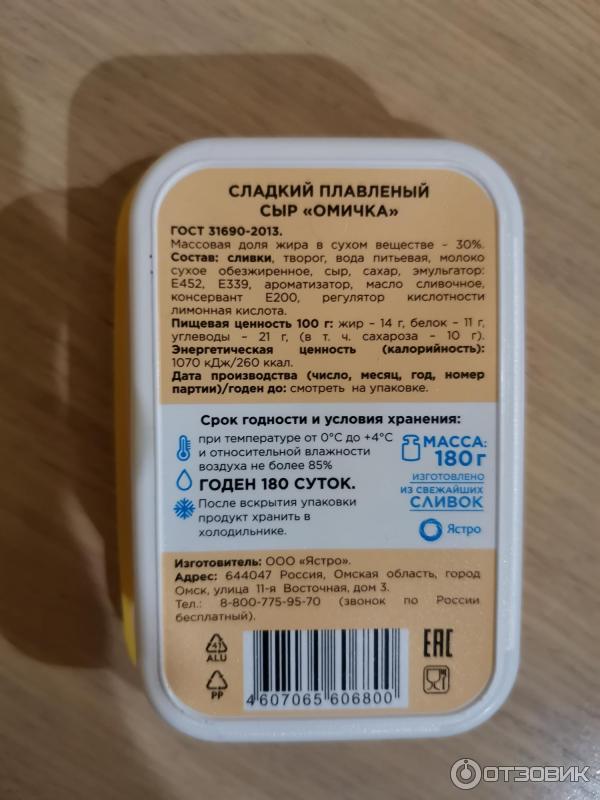 СЛАДКИЙ ПЛАВЛЕНЫЙ
СЫР «ОМИЧКА»
ГОСТ 31690-2013.
Массовая доля жира в сухом веществе – 30%.
Состав: сливки, творог, вода питьевая, молоко
сухое обезжиренное, сыр, сахар, эмульгатор:
Е452, Е339, ароматизатор, масло сливочное,
консервант Е200, регулятор кислотности
лимонная кислота.
Пищевая ценность 100 г: жир – 14 г, белок – 11 г,
углеводы – 21 г, (в т. ч. сахароза – 10 г).
Энергетическая ценность (калорийность):
1070 кДж/260 ккал.
Дата производства (число, месяц, год, номер
партии)/годен до: смотреть на упаковке.
Срок годности и условия хранения:
при температуре от 0°С до +4°С
и относительной влажности
воздуха не более 85%
ГОДЕН 180 СУТОК.
После вскрытия упаковки
продукт хранить в
холодильнике.
МАССА:
180 г
ИЗГОТОВЛЕНО
ИЗ СВЕЖАЙШИХ
СЛИВОК
Ястро
Изготовитель: ООО «Ястро».
Адрес: 644047 Россия, Омская область, город
Омск, улица 11-я Восточная, дом 3.
Тел.: 8-800-775-95-70 (звонок по России
бесплатный).
41
ALU
5
PP
4607065606800
ЕАС
ОТЗОВИК